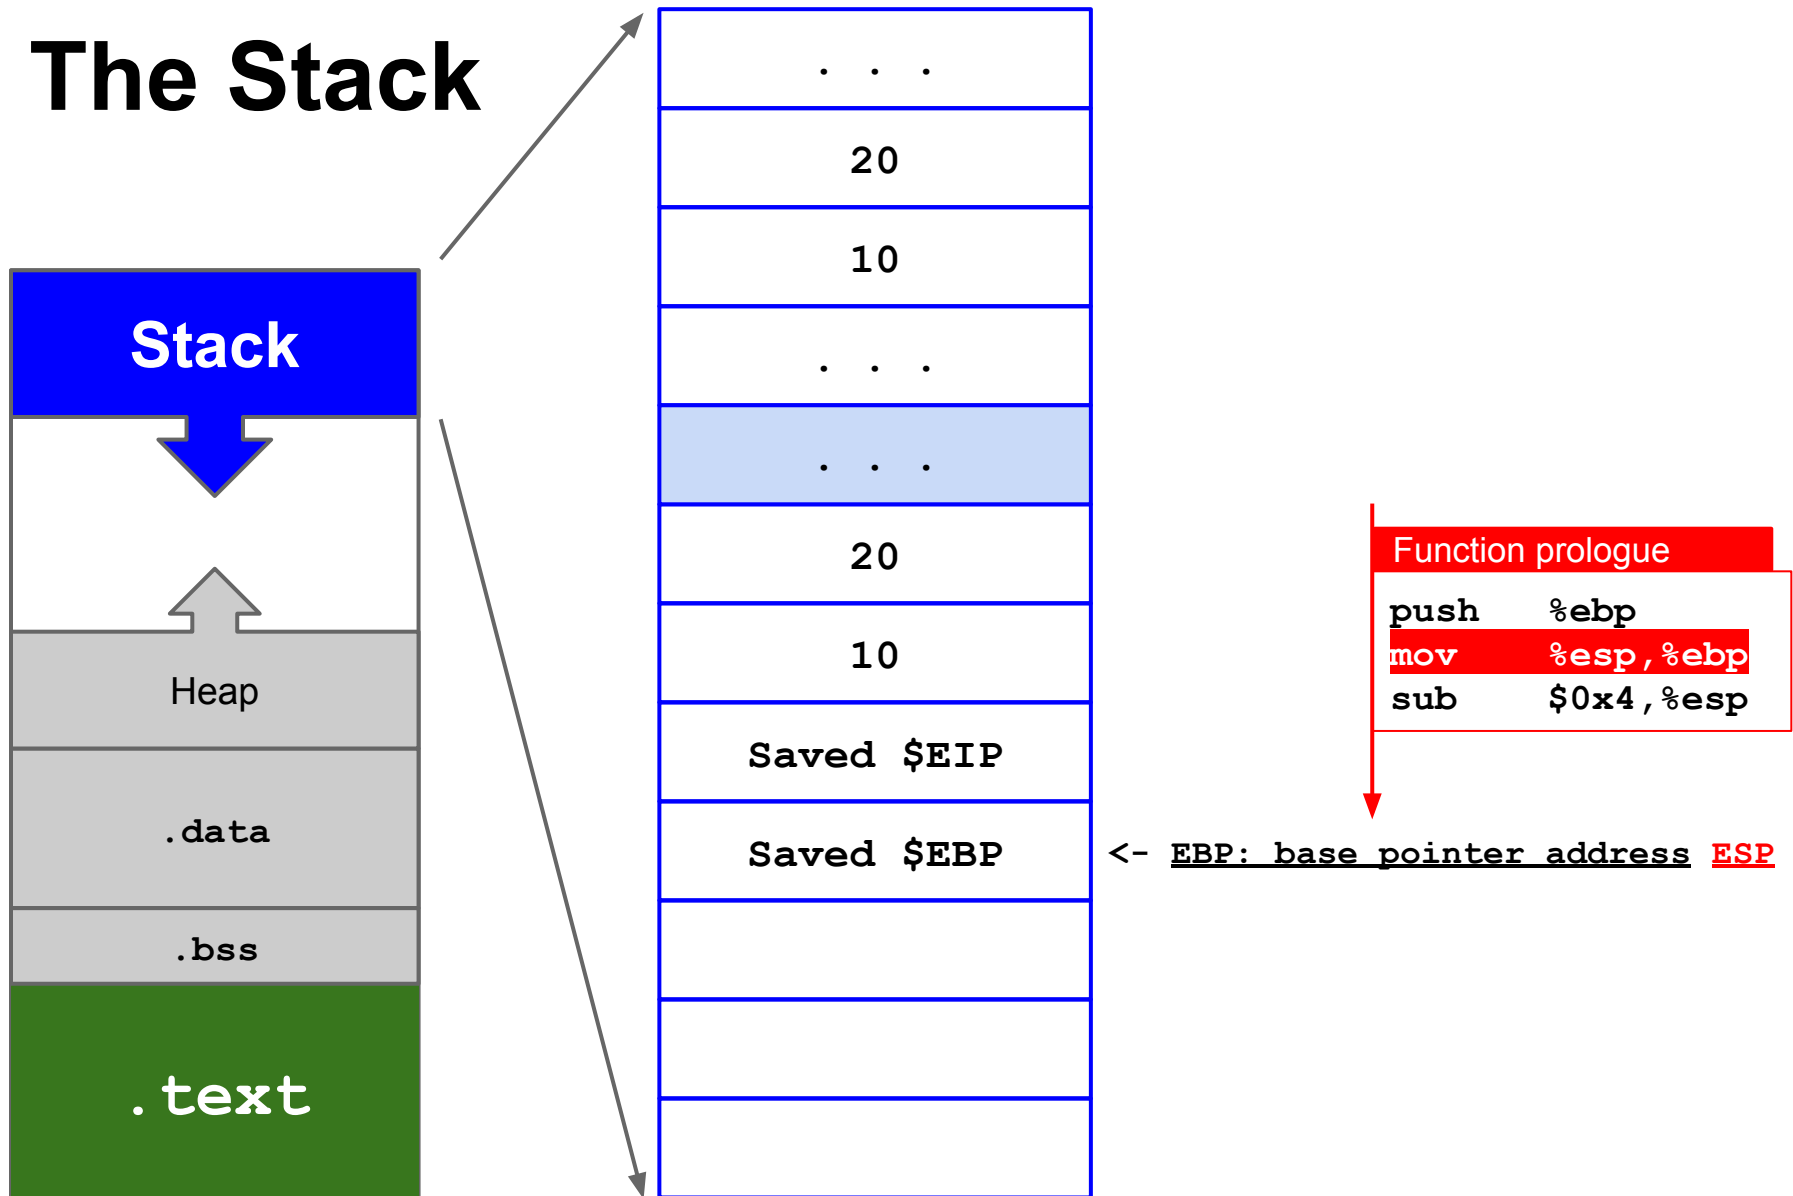 The Stack
Stack
Heap
.data
.bss
.text
. . .
20
10
. . .
. . .
20
10
Saved $EIP
Saved $EBP
Function prologue
push %ebp
mov %esp,%ebp
sub $0x4,%esp
<- EBP: base pointer address ESP